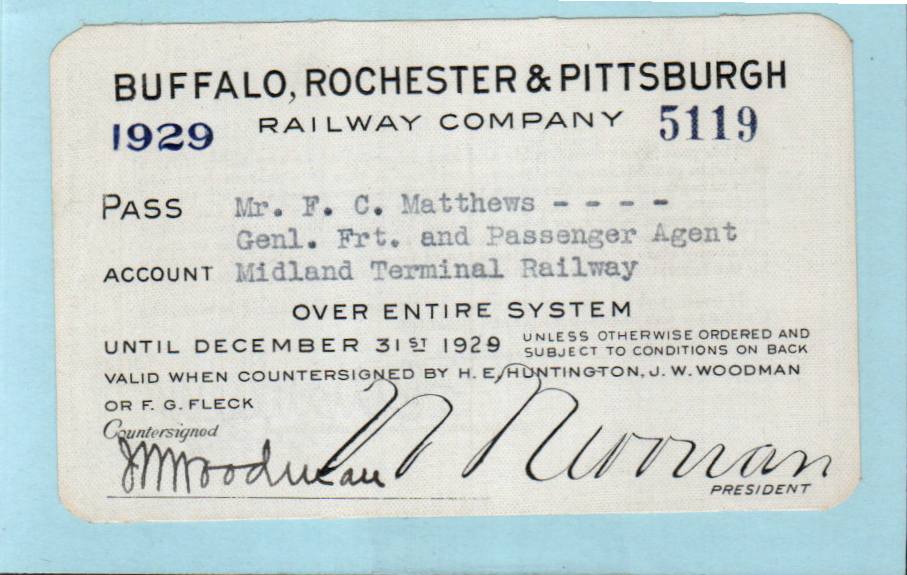 BUFFALO, ROCHESTER & PITTSBURGH
RAILWAY COMPANY
1929 5119
PASS Mr. F. C. Matthews - - - -
Genl. Frt. and Passenger Agent
ACCOUNT Midland Terminal Railway
OVER ENTIRE SYSTEM
UNTIL DECEMBER 31ST 1929 UNLESS OTHERWISE ORDERED AND
SUBJECT TO CONDITIONS ON BACK
VALID WHEN COUNTERSIGNED BY H. E. HUNTINGTON, J. W. WOODMAN
OR F. G. FLECK
Countersigned
J W Woodman
Noonan
PRESIDENT